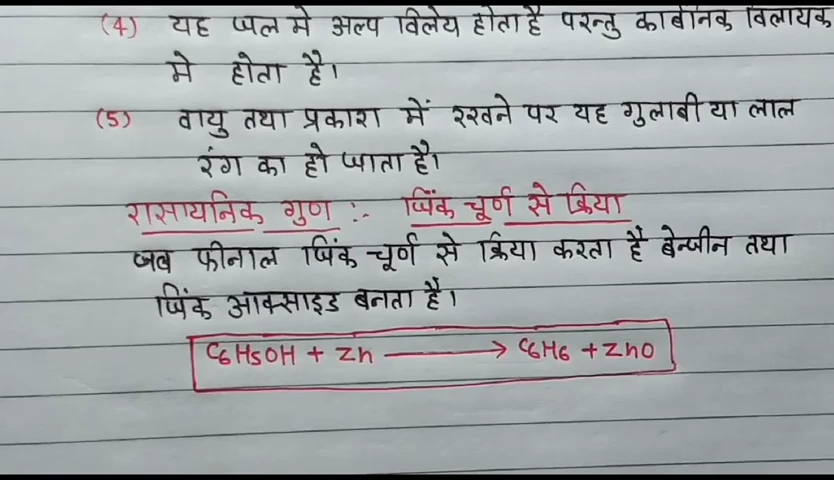 (4) यह जल मे अल्प विलेय होता है परन्तु कार्बनिक विलायक
मे होता है।
(5) वायु तथा प्रकाश में रखने पर यह गुलाबी या लाल
रंग का हो जाता है।
रासायनिक गुण :- जिंक चूर्ण से क्रिया
जब फीनाल जिंक चूर्ण से क्रिया करता है बेन्जीन तथा
जिंक आक्साइड बनता है।
C6H5OH + Zn ⟶ C6H6 + ZnO